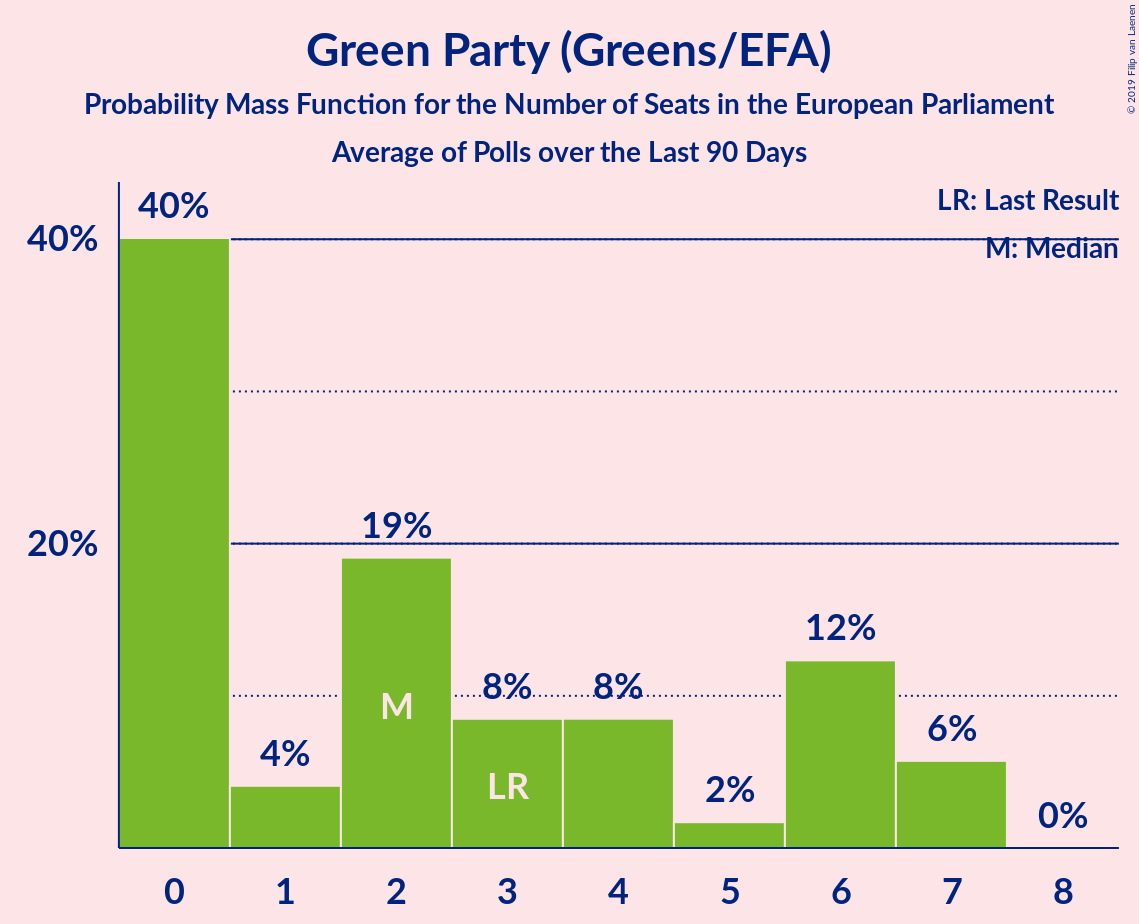 Green Party (Greens/EFA)
Probability Mass Function for the Number of Seats in the European Parliament
Average of Polls over the Last 90 Days
© 2019 Filip van Laenen
LR: Last Result
M: Median
40%
20%
40%
4%
19%
8%
8%
2%
12%
6%
0%
M
LR
0 1 2 3 4 5 6 7 8